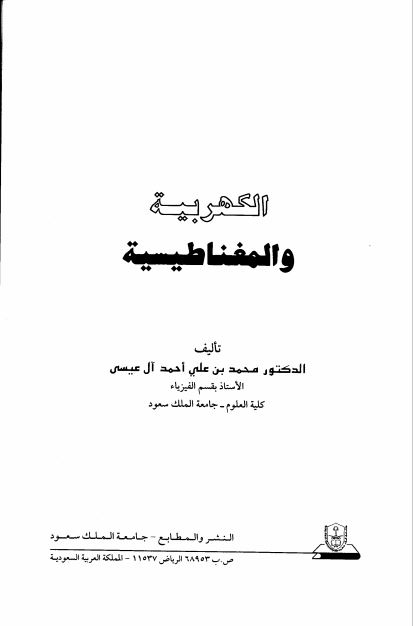 الكهربية
والمغناطيسية
تأليف
الدكتور محمد بن علي أحمد آل عيسى
الأستاذ بقسم الفيزياء
كلية العلوم - جامعة الملك سعود
النشر والمطابع - جامعة الملك سعود
ص.ب ٦٨٩٥٣ الرياض ١١٥٣٧ - المملكة العربية السعودية